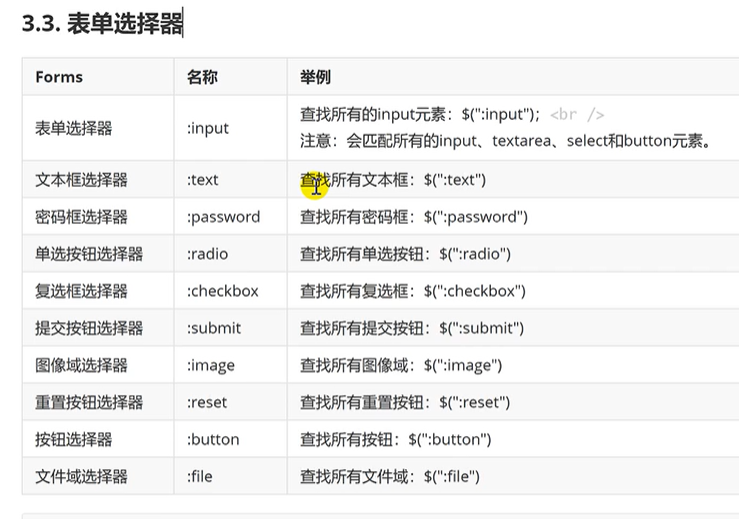 3.3. 表单选择器
Forms 名称 举例
表单选择器 :input 查找所有的input元素：$(":input"); <br />
注意：会匹配所有的input、textarea、select和button元素。
文本框选择器 :text 查找所有文本框：$(":text")
密码框选择器 :password 查找所有密码框：$(":password")
单选按钮选择器 :radio 查找所有单选按钮：$(":radio")
复选框选择器 :checkbox 查找所有复选框：$(":checkbox")
提交按钮选择器 :submit 查找所有提交按钮：$(":submit")
图像域选择器 :image 查找所有图像域：$(":image")
重置按钮选择器 :reset 查找所有重置按钮：$(":reset")
按钮选择器 :button 查找所有按钮：$(":button")
文件域选择器 :file 查找所有文件域：$(":file")